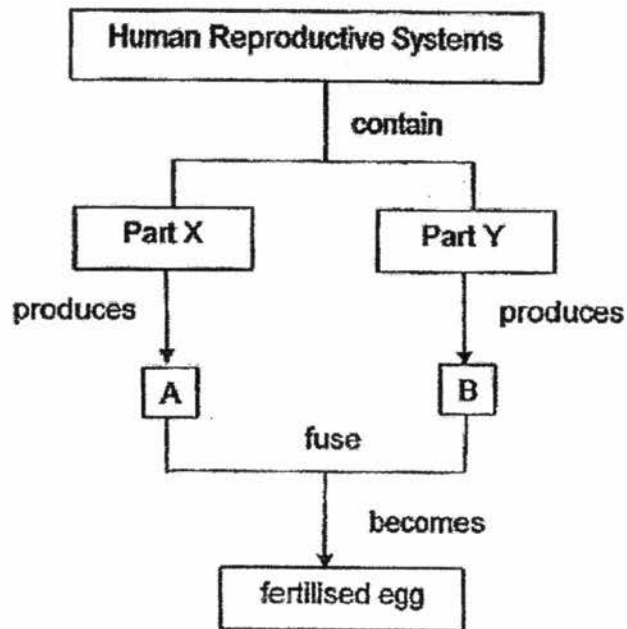 Human Reproductive Systems
contain
Part X
Part Y
produces
produces
A
B
fuse
becomes
fertilised egg